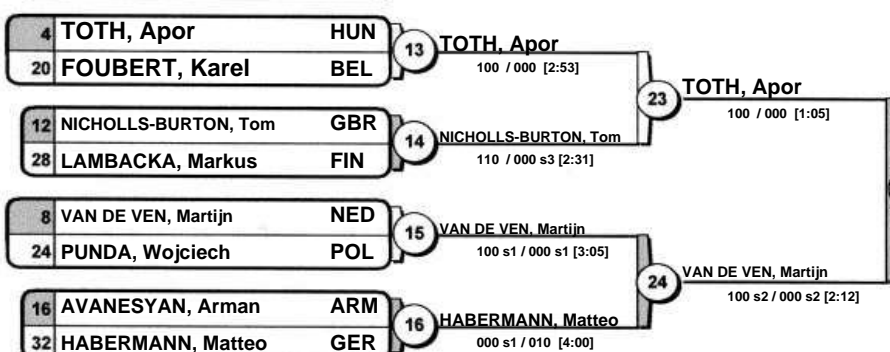 4 TOTH, Apor HUN
20 FOUBERT, Karel BEL
13
TOTH, Apor
100 / 000 [2:53]
12 NICHOLLS-BURTON, Tom GBR
28 LAMBACKA, Markus FIN
14
NICHOLLS-BURTON, Tom
110 / 000 s3 [2:31]
23
TOTH, Apor
100 / 000 [1:05]
8 VAN DE VEN, Martijn NED
24 PUNDA, Wojciech POL
15
VAN DE VEN, Martijn
100 s1 / 000 s1 [3:05]
16 AVANESYAN, Arman ARM
32 HABERMANN, Matteo GER
16
HABERMANN, Matteo
000 s1 / 010 [4:00]
24
VAN DE VEN, Martijn
100 s2 / 000 s2 [2:12]